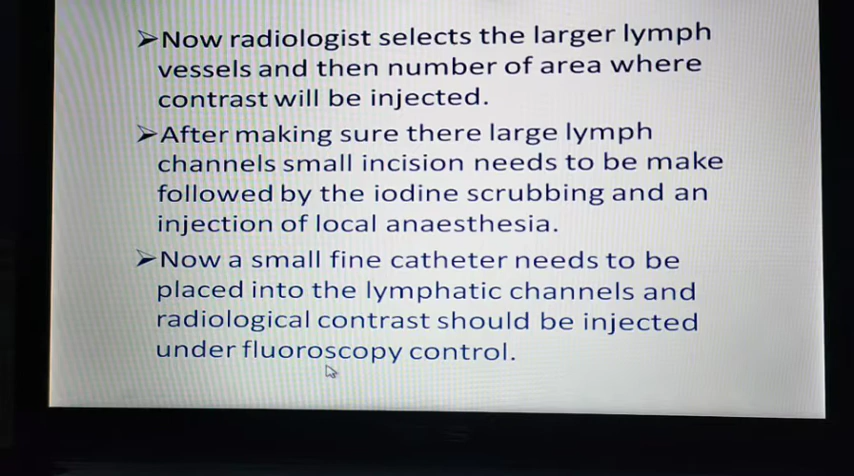 ➢Now radiologist selects the larger lymph
vessels and then number of area where
contrast will be injected.
➢After making sure there large lymph
channels small incision needs to be make
followed by the iodine scrubbing and an
injection of local anaesthesia.
➢Now a small fine catheter needs to be
placed into the lymphatic channels and
radiological contrast should be injected
under fluoroscopy control.